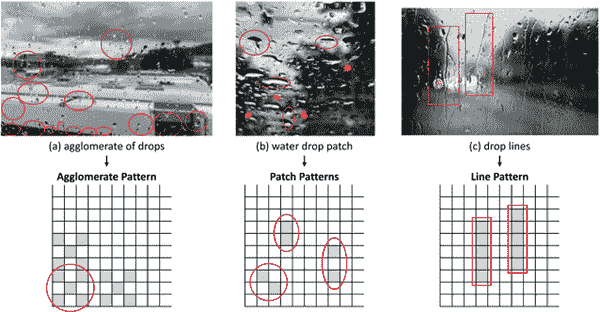 (a) agglomerate of drops
(b) water drop patch
(c) drop lines
Agglomerate Pattern
Patch Patterns
Line Pattern